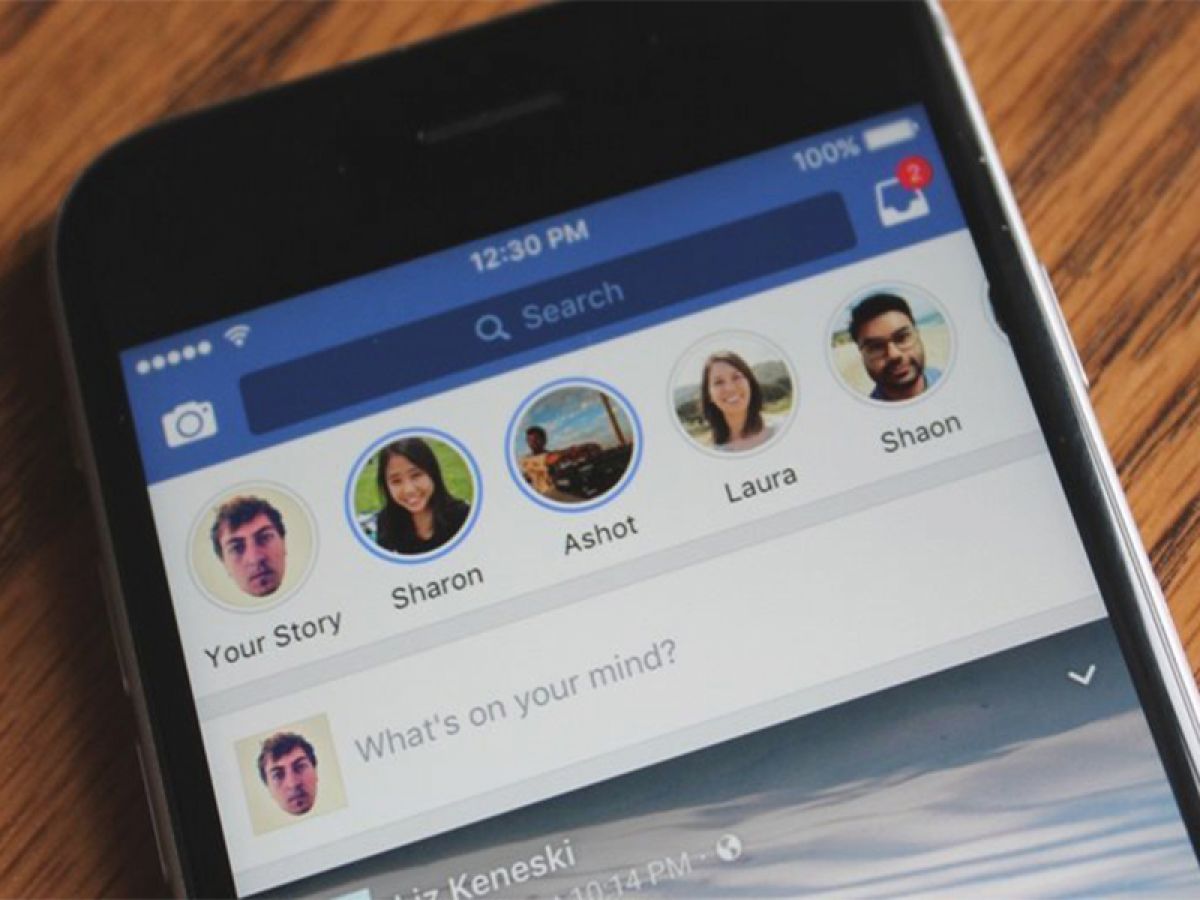 100%
12:30 PM
2
Search
Your Story
Sharon
Ashot
Laura
Shaon
What's on your mind?
Liz Keneski
10:14 PM